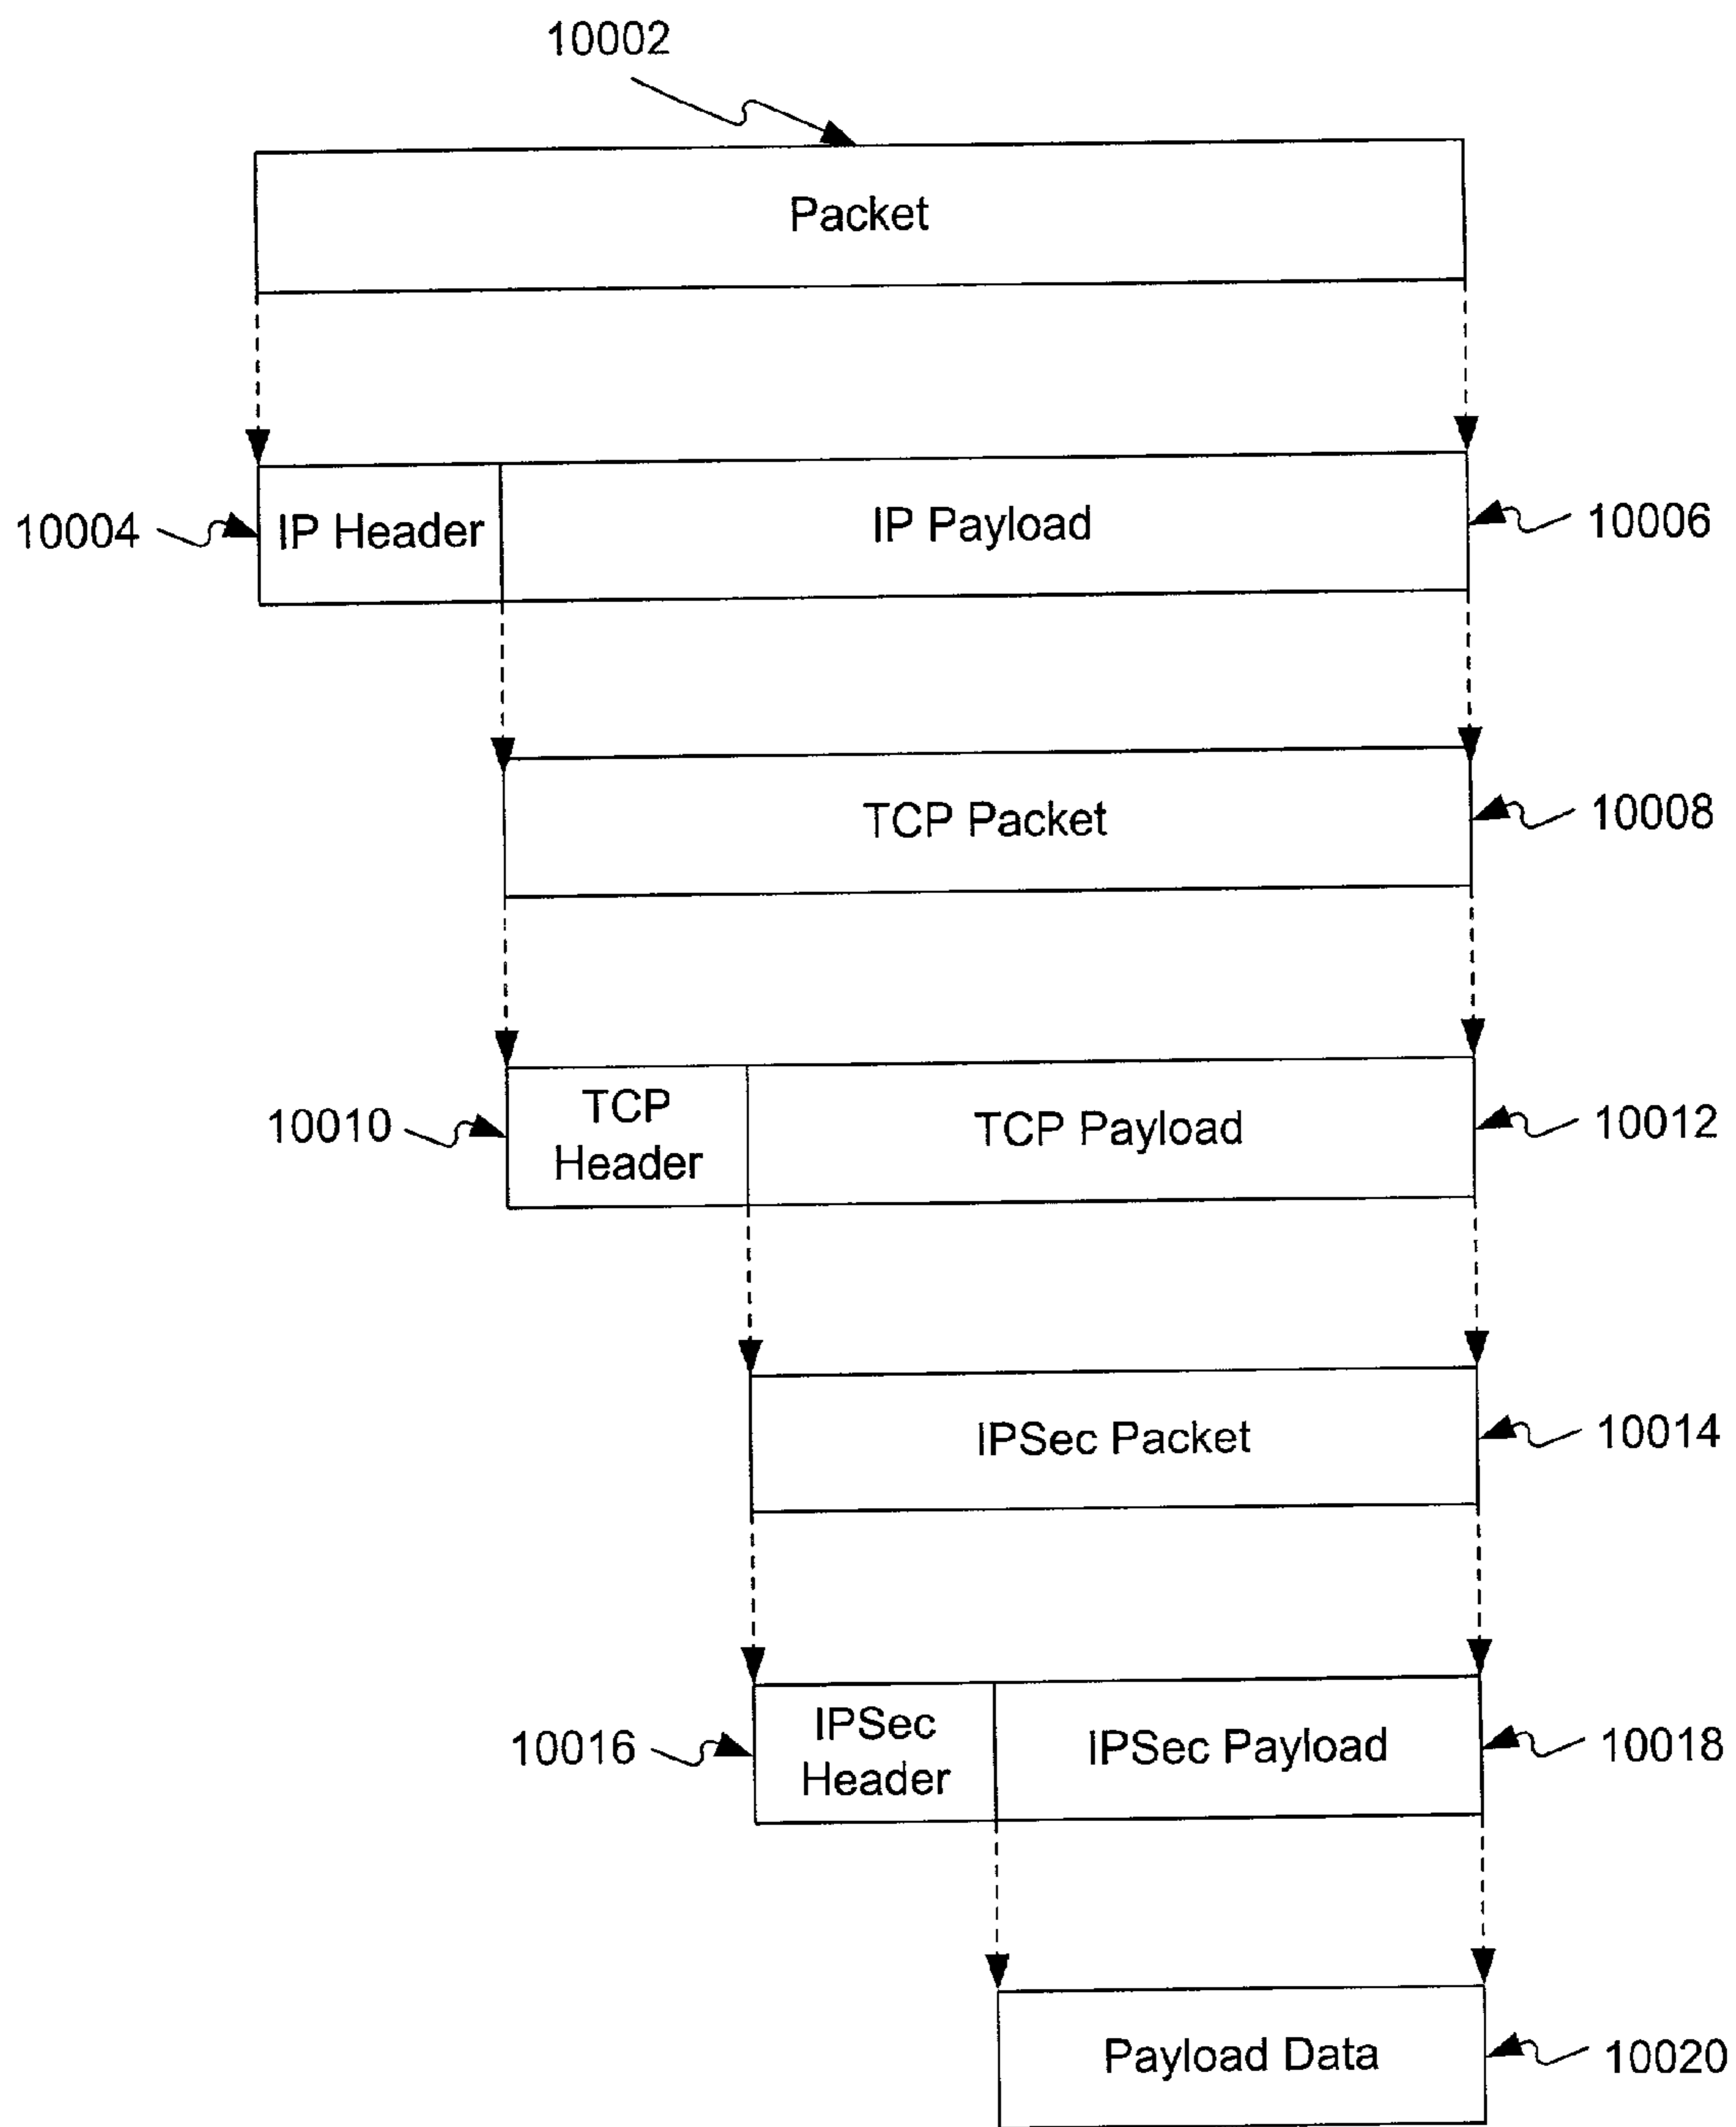 10002
Packet
10004
IP Header
IP Payload
10006
TCP Packet
10008
10010
TCP
Header
TCP Payload
10012
IPSec Packet
10014
10016
IPSec
Header
IPSec Payload
10018
Payload Data
10020